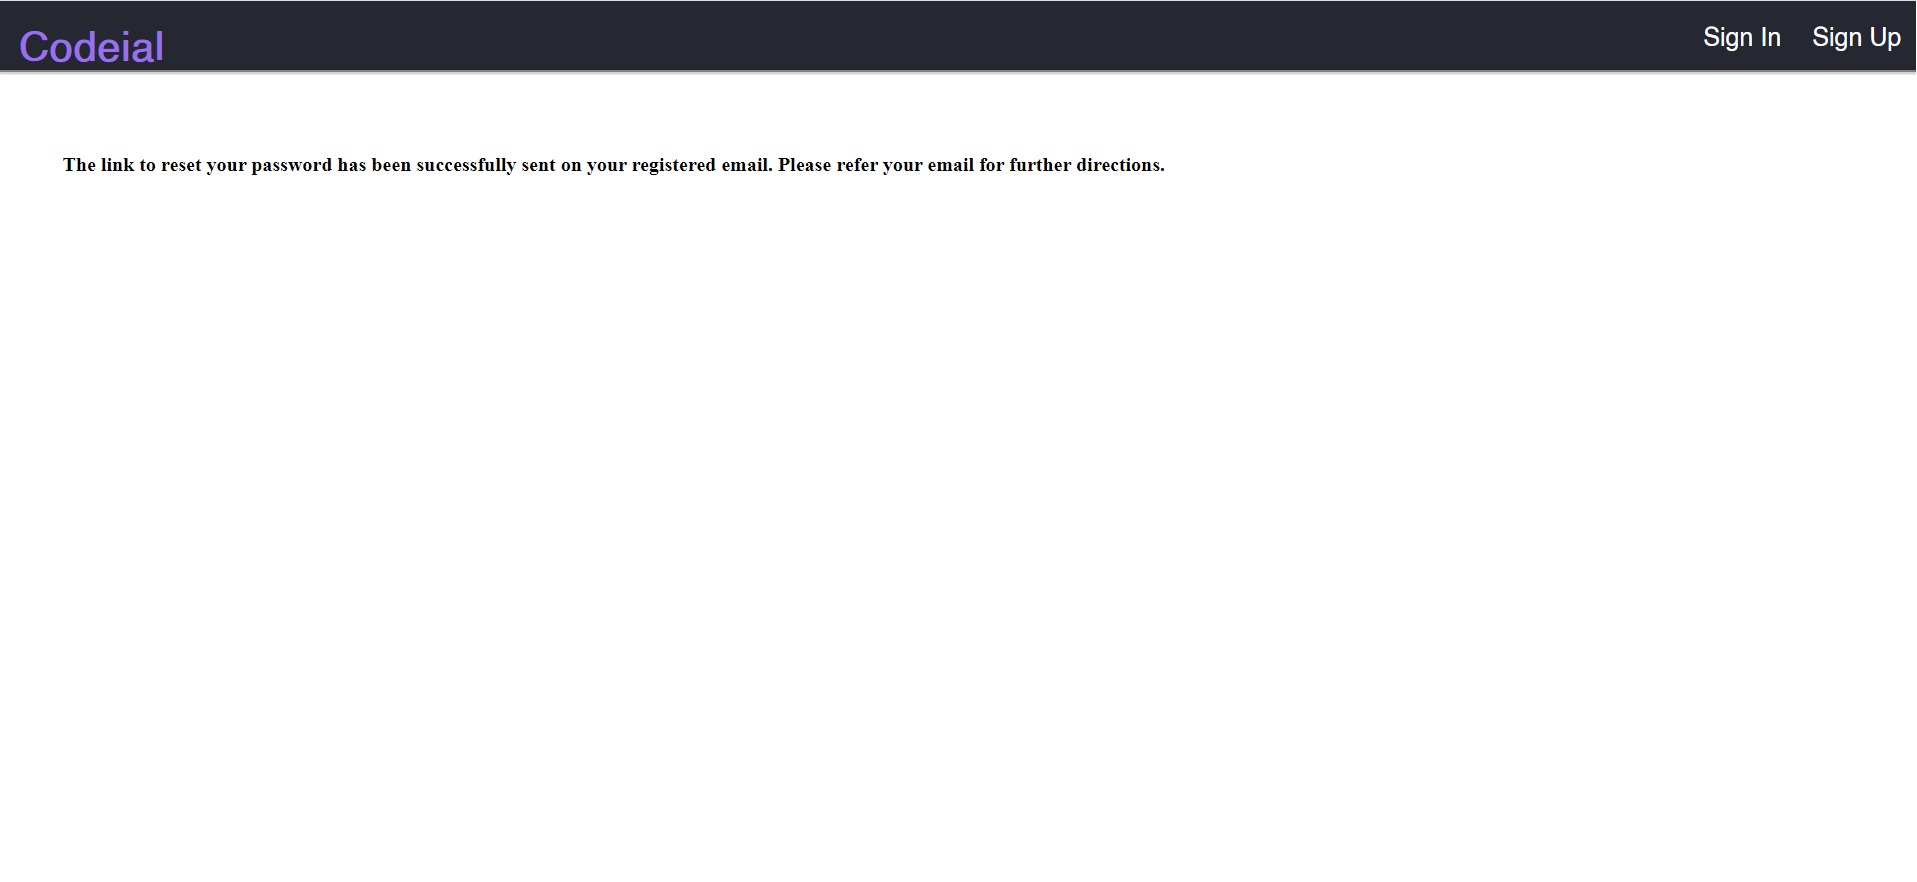 Codeial
Sign In
Sign Up
The link to reset your password has been successfully sent on your registered email. Please refer your email for further directions.